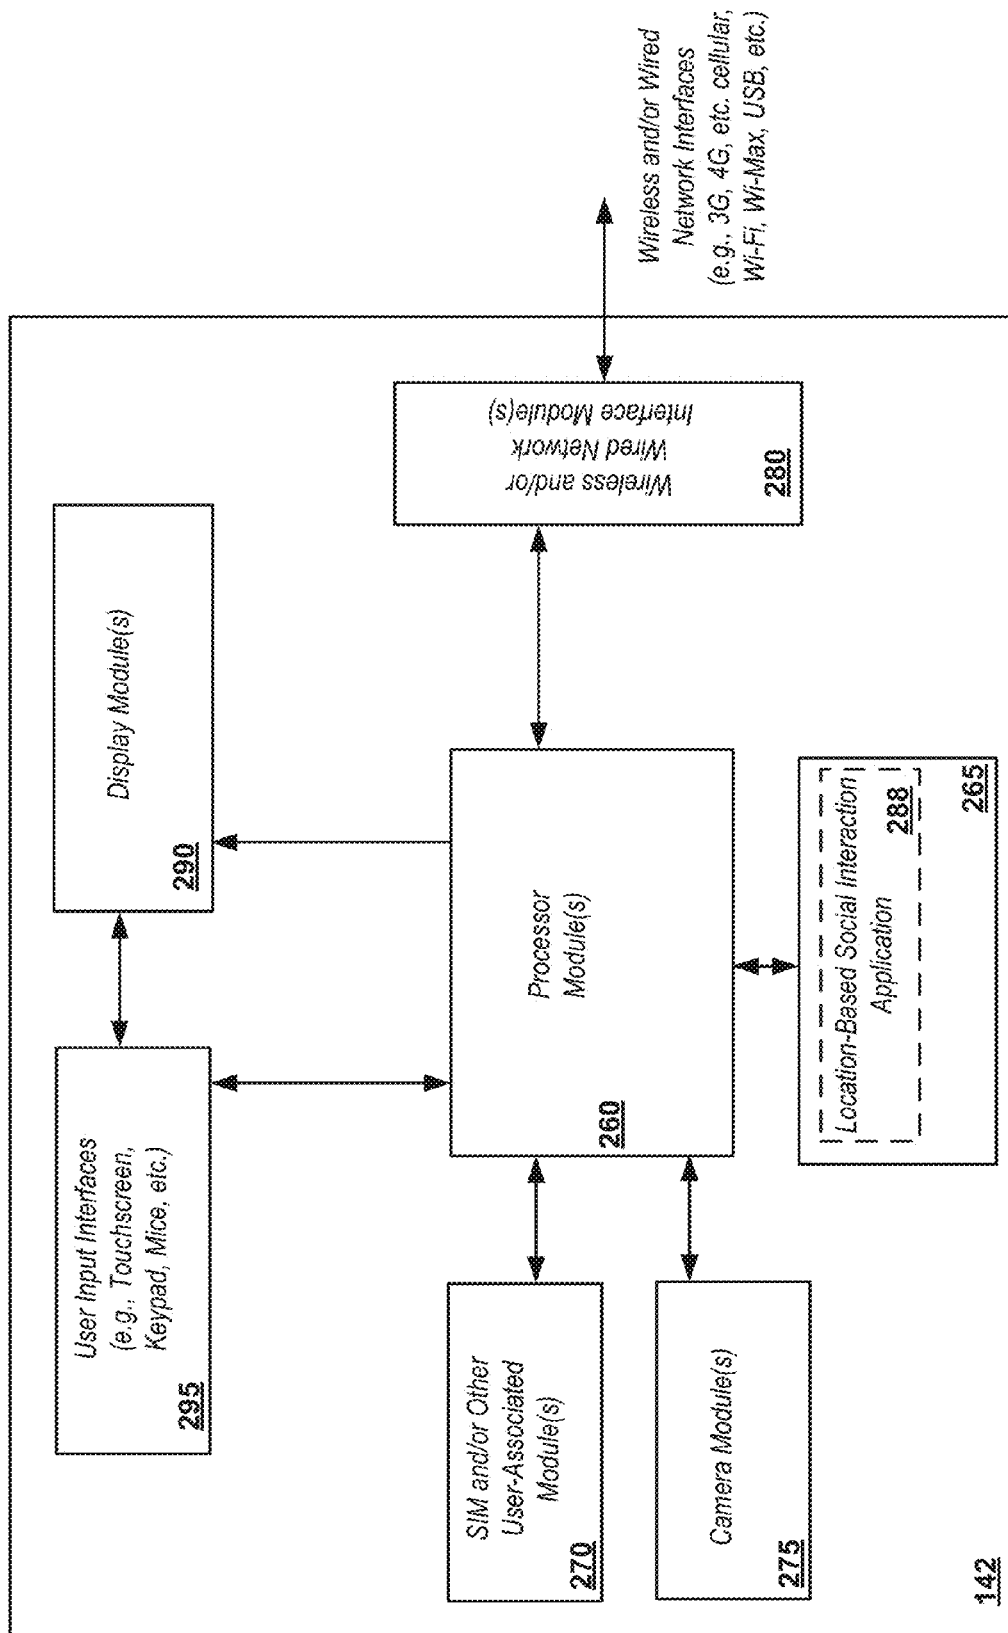 User Input Interfaces
(e.g., Touchscreen,
Keypad, Mice, etc.)
295
Display Module(s)
290
SIM and/or Other
User-Associated
Module(s)
270
Camera Module(s)
275
Processor
Module(s)
260
Wireless and/or
Wired Network
Interface Module(s)
280
Wireless and/or Wired
Network Interfaces
(e.g., 3G, 4G, etc. cellular,
Wi-Fi, Wi-Max, USB, etc.)
Location-Based Social Interaction
Application
288
265
142